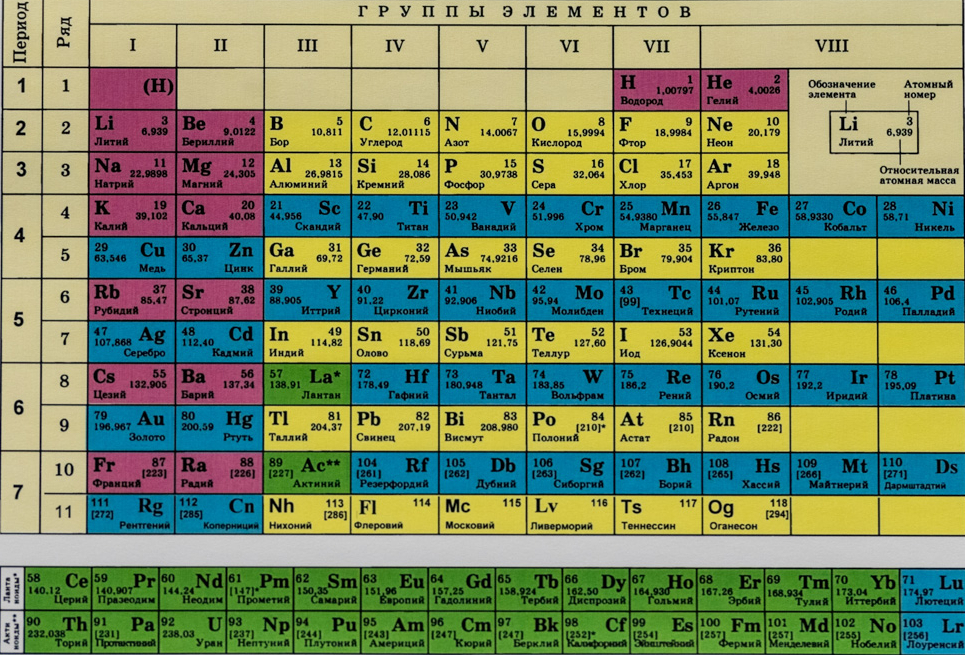 ГРУППЫ ЭЛЕМЕНТОВ
Период Ряд I II III IV V VI VII VIII
1 1 (H) H 1 1,00797 Водород He 2 4,0026 Гелий
Обозначение элемента Атомный номер
Li 3 6,939 Литий
Относительная атомная масса
2 2 Li 3 6,939 Литий Be 4 9,0122 Бериллий B 5 10,811 Бор C 6 12,01115 Углерод N 7 14,0067 Азот O 8 15,9994 Кислород F 9 18,9984 Фтор Ne 10 20,179 Неон
3 3 Na 11 22,9898 Натрий Mg 12 24,305 Магний Al 13 26,9815 Алюминий Si 14 28,086 Кремний P 15 30,9738 Фосфор S 16 32,064 Сера Cl 17 35,453 Хлор Ar 18 39,948 Аргон
4 4 K 19 39,102 Калий Ca 20 40,08 Кальций 21 Sc 44,956 Скандий 22 Ti 47,90 Титан 23 V 50,942 Ванадий 24 Cr 51,996 Хром 25 Mn 54,9380 Марганец 26 Fe 55,847 Железо 27 Co 58,9330 Кобальт 28 Ni 58,71 Никель
5 29 Cu 63,546 Медь 30 Zn 65,37 Цинк Ga 31 69,72 Галлий Ge 32 72,59 Германий As 33 74,9216 Мышьяк Se 34 78,96 Селен Br 35 79,904 Бром Kr 36 83,80 Криптон
5 6 Rb 37 85,47 Рубидий Sr 38 87,62 Стронций 39 Y 88,905 Иттрий 40 Zr 91,22 Цирконий 41 Nb 92,906 Ниобий 42 Mo 95,94 Молибден 43 Tc [99] Технеций 44 Ru 101,07 Рутений 45 Rh 102,905 Родий 46 Pd 106,4 Палладий
7 47 Ag 107,868 Серебро 48 Cd 112,40 Кадмий In 49 114,82 Индий Sn 50 118,69 Олово Sb 51 121,75 Сурьма Te 52 127,60 Теллур I 53 126,9044 Иод Xe 54 131,30 Ксенон
6 8 Cs 55 132,905 Цезий Ba 56 137,34 Барий 57 La* 138,91 Лантан 72 Hf 178,49 Гафний 73 Ta 180,948 Тантал 74 W 183,85 Вольфрам 75 Re 186,2 Рений 76 Os 190,2 Осмий 77 Ir 192,2 Иридий 78 Pt 195,09 Платина
9 79 Au 196,967 Золото 80 Hg 200,59 Ртуть Tl 81 204,37 Таллий Pb 82 207,19 Свинец Bi 83 208,980 Висмут Po 84 [210]* Полоний At 85 [210] Астат Rn 86 [222] Радон
7 10 Fr 87 [223] Франций Ra 88 [226] Радий 89 Ac** [227] Актиний 104 Rf [261] Резерфордий 105 Db [262] Дубний 106 Sg [263] Сиборгий 107 Bh [262] Борий 108 Hs [265] Хассий 109 Mt [266] Майтнерий 110 Ds [271] Дармштадтий
11 111 Rg [272] Рентгений 112 Cn [285] Коперниций Nh 113 [286] Нихоний Fl 114 Флеровий Mc 115 Московий Lv 116 Ливерморий Ts 117 Теннессин Og 118 [294] Оганесон
Ланта ноиды* 58 Ce 140,12 Церий 59 Pr 140,907 Празеодим 60 Nd 144,24 Неодим 61 Pm [147]* Прометий 62 Sm 150,35 Самарий 63 Eu 151,96 Европий 64 Gd 157,25 Гадолиний 65 Tb 158,924 Тербий 66 Dy 162,50 Диспрозий 67 Ho 164,930 Гольмий 68 Er 167,26 Эрбий 69 Tm 168,934 Тулий 70 Yb 173,04 Иттербий 71 Lu 174,97 Лютеций
Акти ноиды** 90 Th 232,038 Торий 91 Pa [231] Протактиний 92 U 238,03 Уран 93 Np [237] Нептуний 94 Pu [244] Плутоний 95 Am [243] Америций 96 Cm [247] Кюрий 97 Bk [247] Берклий 98 Cf [252]* Калифорний 99 Es [254] Эйнштейний 100 Fm [257] Фермий 101 Md [257] Менделевий 102 No [255] Нобелий 103 Lr [256] Лоуренсий